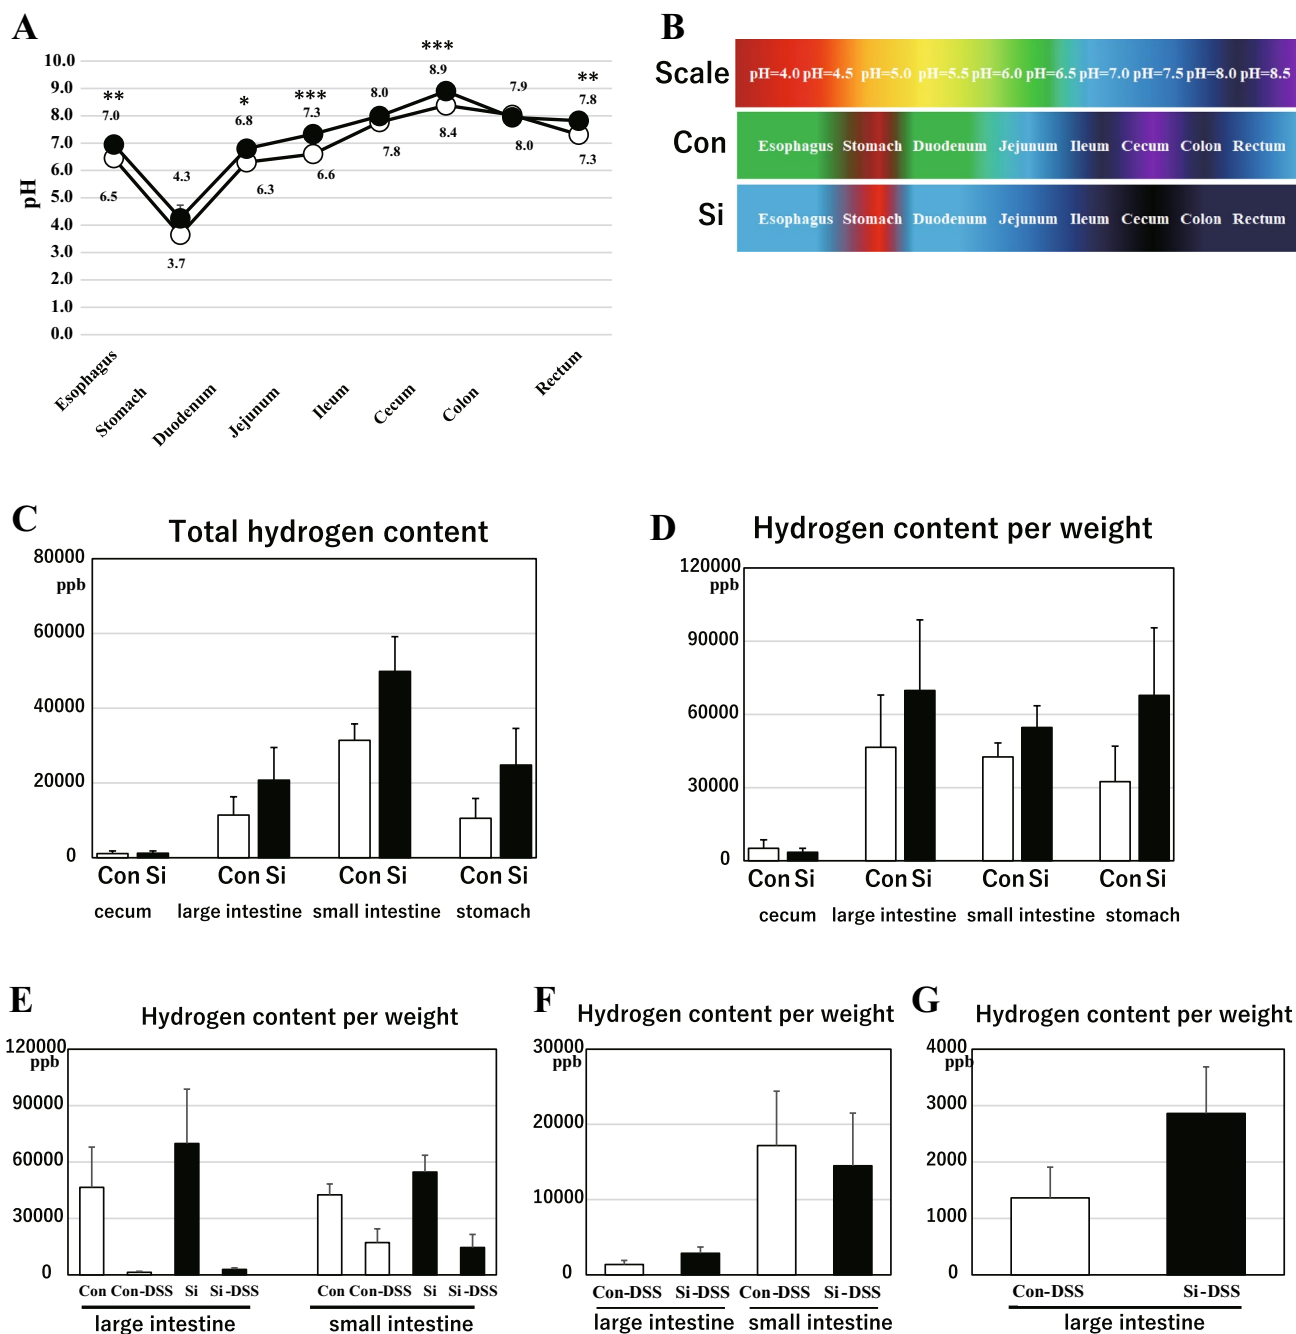 A
10.0
9.0
8.0
7.0
6.0
5.0
4.0
3.0
2.0
1.0
0.0
pH
** * *** *** **
7.0 4.3 6.8 7.3 8.0 8.9 7.9 7.8
6.5 3.7 6.3 6.6 7.8 8.4 8.0 7.3
Esophagus Stomach Duodenum Jejunum Ileum Cecum Colon Rectum
B
Scale pH=4.0 pH=4.5 pH=5.0 pH=5.5 pH=6.0 pH=6.5 pH=7.0 pH=7.5 pH=8.0 pH=8.5
Con Esophagus Stomach Duodenum Jejunum Ileum Cecum Colon Rectum
Si Esophagus Stomach Duodenum Jejunum Ileum Cecum Colon Rectum
C
Total hydrogen content
80000
ppb
60000
40000
20000
0
Con Si Con Si Con Si Con Si
cecum large intestine small intestine stomach
D
Hydrogen content per weight
120000
ppb
90000
60000
30000
0
Con Si Con Si Con Si Con Si
cecum large intestine small intestine stomach
E
Hydrogen content per weight
120000
ppb
90000
60000
30000
0
Con Con-DSS Si Si-DSS Con Con-DSS Si Si-DSS
large intestine small intestine
F
Hydrogen content per weight
30000
ppb
20000
10000
0
Con-DSS Si-DSS Con-DSS Si-DSS
large intestine small intestine
G
Hydrogen content per weight
4000
ppb
3000
2000
1000
0
Con-DSS Si-DSS
large intestine